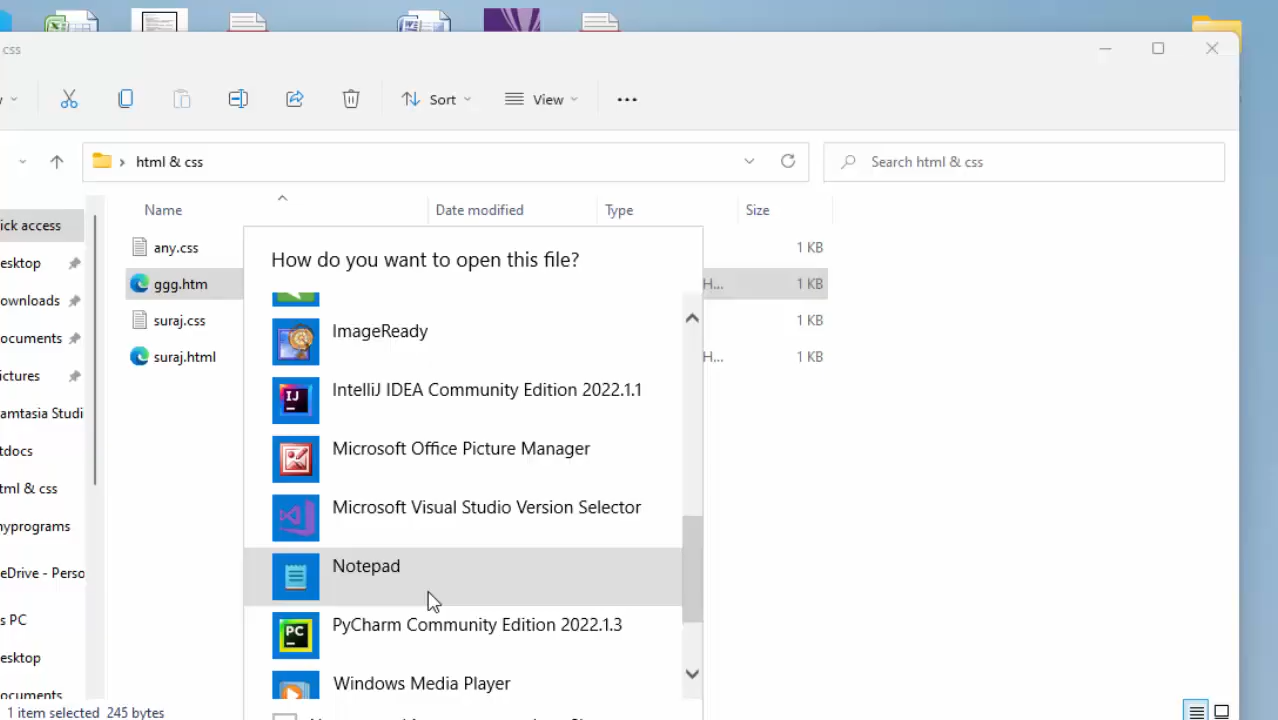 css
Sort
View
html & css
Search html & css
Name
Date modified
Type
Size
ick access
any.css
1 KB
How do you want to open this file?
esktop
ggg.htm
H...
1 KB
ownloads
ImageReady
suraj.css
1 KB
ocuments
suraj.html
H...
1 KB
ictures
IntelliJ IDEA Community Edition 2022.1.1
amtasia Studi
tdocs
Microsoft Office Picture Manager
tml & css
Microsoft Visual Studio Version Selector
yprograms
Notepad
eDrive - Perso
s PC
PyCharm Community Edition 2022.1.3
esktop
Windows Media Player
ocuments
1 item selected 245 bytes